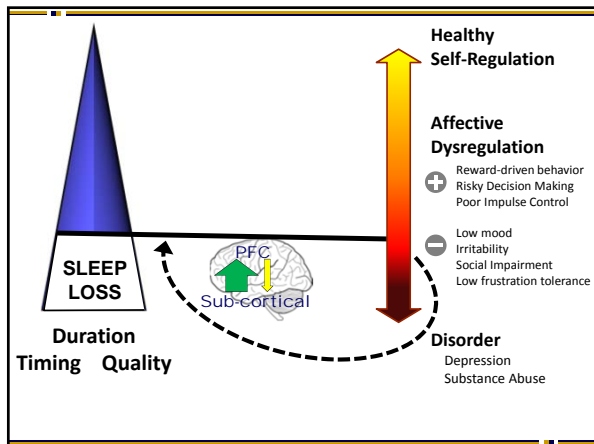 Healthy
Self-Regulation
Affective
Dysregulation
Reward-driven behavior
Risky Decision Making
Poor Impulse Control
Low mood
Irritability
Social Impairment
Low frustration tolerance
PFC
Sub-cortical
SLEEP
LOSS
Duration
Timing Quality
Disorder
Depression
Substance Abuse